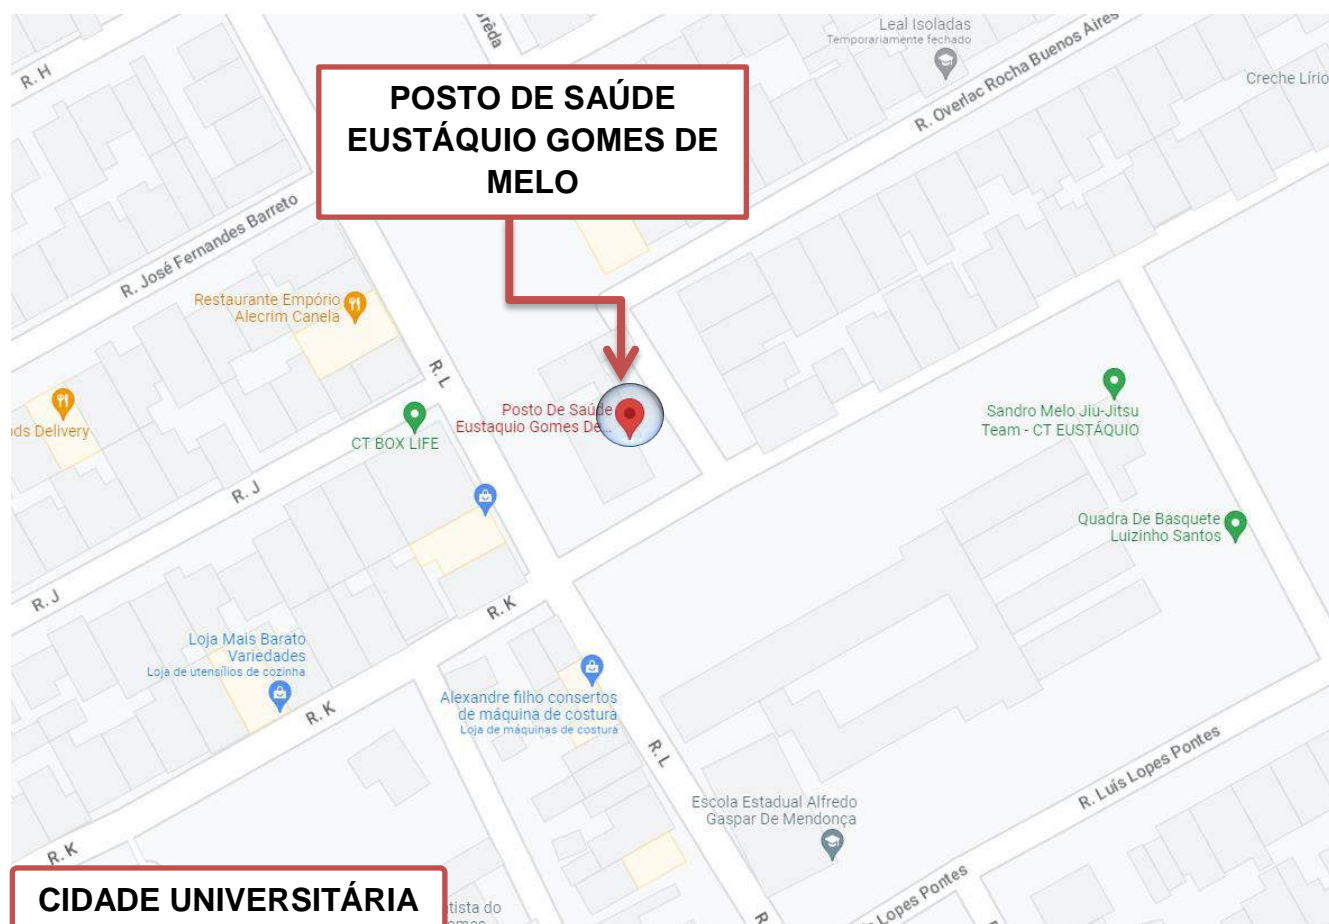 Leal Isoladas
Temporariamente fechado
R. H
R. Overlac Rocha Buenos Aires
Creche Lírio
POSTO DE SAÚDE
EUSTÁQUIO GOMES DE
MELO
R. José Fernandes Barreto
Restaurante Empório
Alecrim Canela
R. L
Posto De Saúde
Eustaquio Gomes De...
Sandro Melo Jiu-Jitsu
Team - CT EUSTÁQUIO
ds Delivery
CT BOX LIFE
R. J
Quadra De Basquete
Luizinho Santos
R. J
R. K
Loja Mais Barato
Variedades
Loja de utensílios de cozinha
Alexandre filho consertos
de máquina de costura
Loja de máquinas de costura
R. K
R. L
R. Luís Lopes Pontes
Escola Estadual Alfredo
Gaspar De Mendonça
R. K
Lopes Pontes
CIDADE UNIVERSITÁRIA
tista do